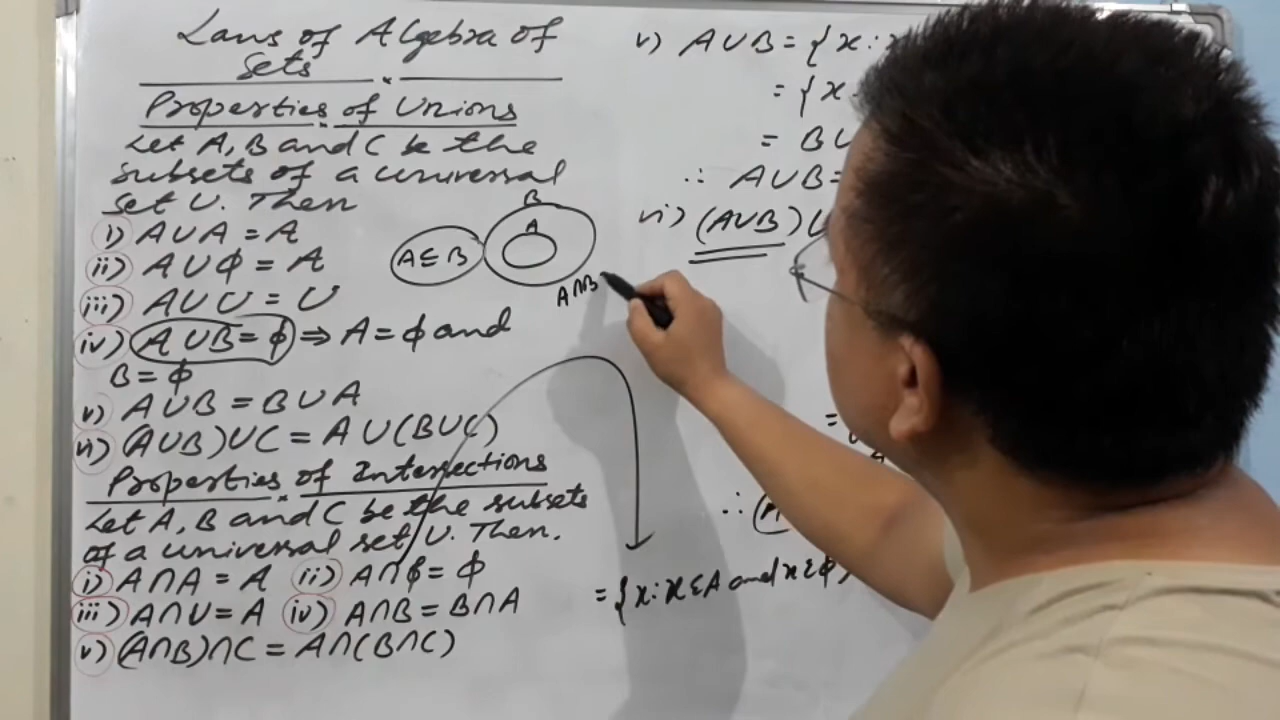 Laws of Algebra of
Sets
Properties of Unions
Let A, B and C be the
subsets of a universal
set U. Then
i) A ∪ A = A
ii) A ∪ ϕ = A
iii) A ∪ U = U
iv) A ∪ B = ϕ ⇒ A = ϕ and
B = ϕ
v) A ∪ B = B ∪ A
vi) (A∪B)∪C = A∪(B∪C)
Properties of Intersections
Let A, B and C be the subsets
of a universal set U. Then.
i) A∩A = A ii) A∩ϕ = ϕ
iii) A∩U = A iv) A∩B = B∩A
v) (A∩B)∩C = A∩(B∩C)
B
A
A ⊆ B
A∩B
v) A∪B = {x:
= {x
= B∪
∴ A∪B=
vi) (A∪B)∪
=
∴ (A
= {x: x ∈ A and x ∈ ϕ